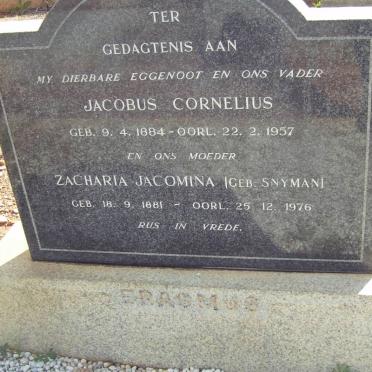 TER
GEDAGTENIS AAN
MY DIERBARE EGGENOOT EN ONS VADER
JACOBUS CORNELIUS
GEB. 9. 4. 1884 - OORL. 22. 2. 1957
EN ONS MOEDER
ZACHARIA JACOMINA [GEB. SNYMAN]
GEB. 18. 9. 1881 - OORL. 25. 12. 1976
RUS IN VREDE.
ERASMUS